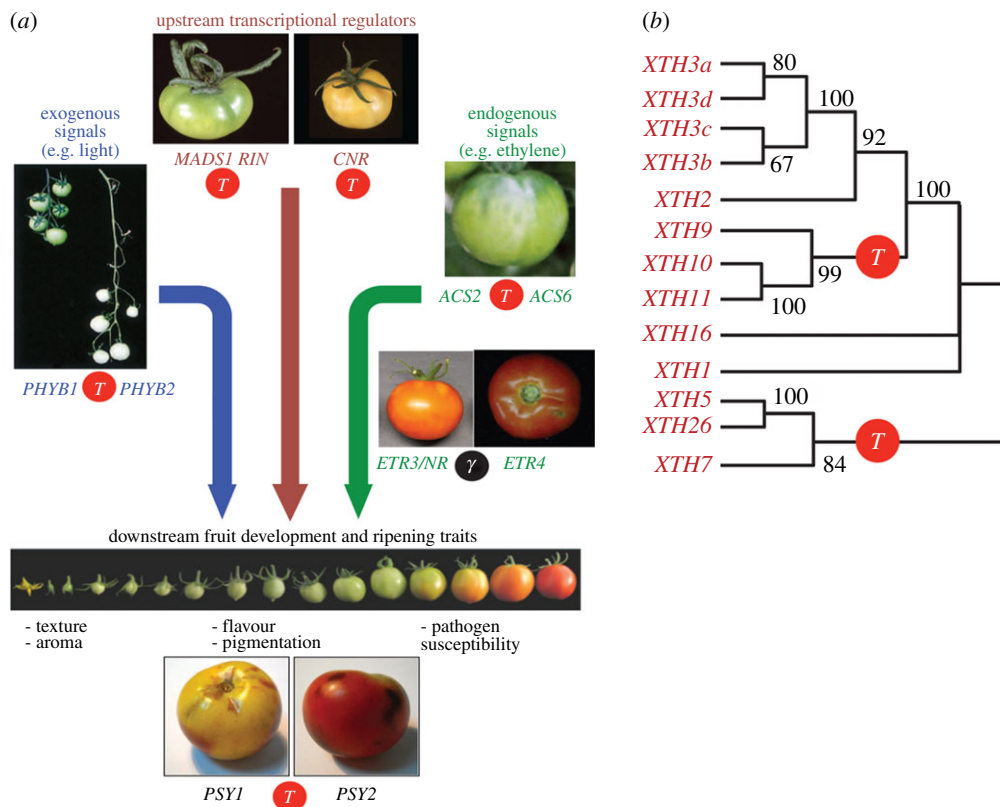 (a)
upstream transcriptional regulators
exogenous
signals
(e.g. light)
endogenous
signals
(e.g. ethylene)
MADS1 RIN
CNR
T
T
ACS2 T ACS6
PHYB1 T PHYB2
ETR3/NR γ ETR4
downstream fruit development and ripening traits
- texture
- aroma
- flavour
- pigmentation
- pathogen
susceptibility
PSY1 T PSY2
(b)
XTH3a
80
XTH3d
100
XTH3c
92
XTH3b
67
XTH2
100
XTH9
T
XTH10
99
XTH11
100
XTH16
XTH1
XTH5
100
XTH26
T
XTH7
84